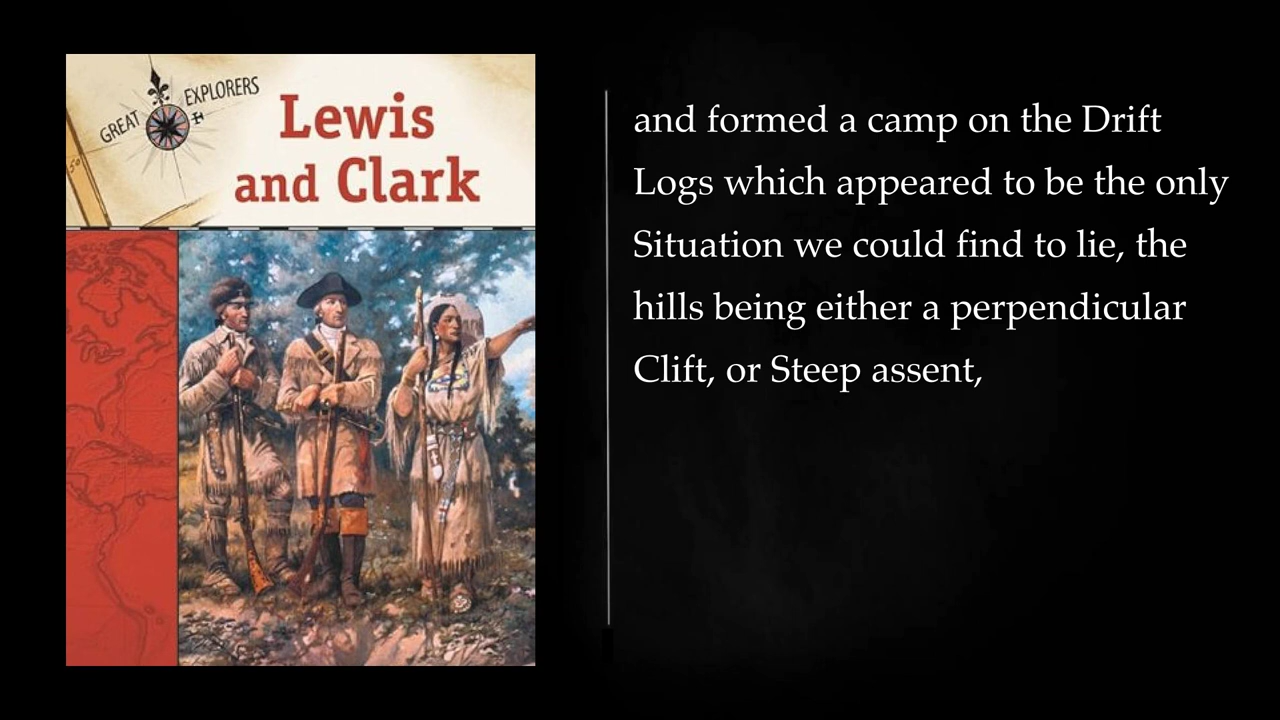 GREAT EXPLORERS
Lewis
and Clark
50
and formed a camp on the Drift
Logs which appeared to be the only
Situation we could find to lie, the
hills being either a perpendicular
Clift, or Steep assent,